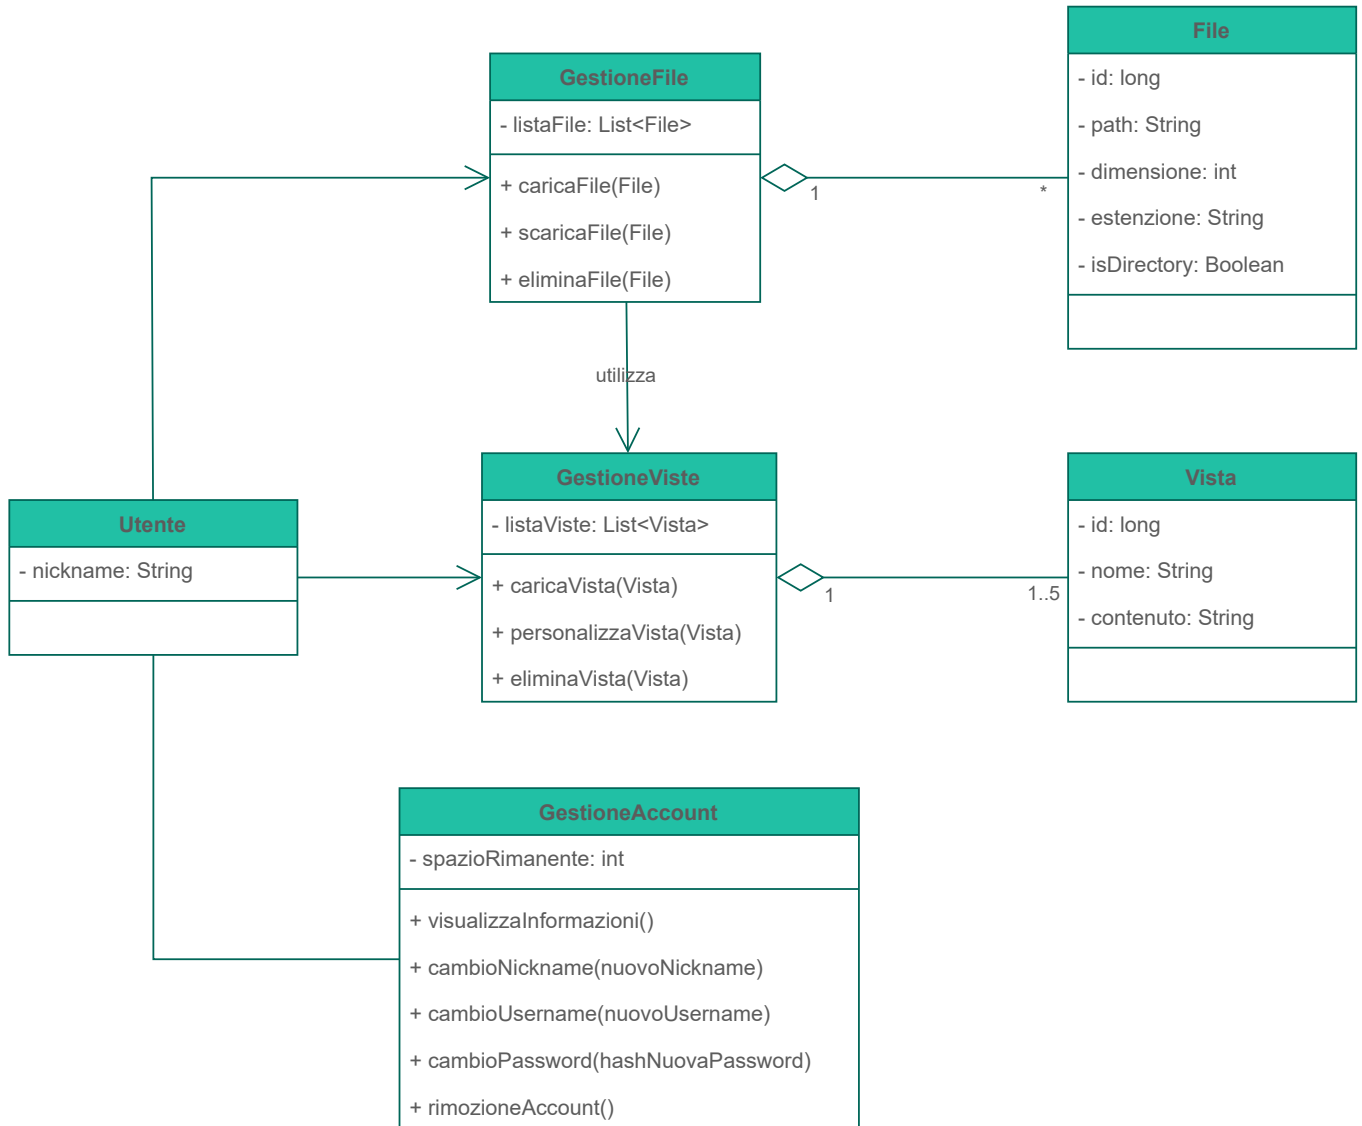 File
- id: long
- path: String
- dimensione: int
- estenzione: String
- isDirectory: Boolean
GestioneFile
- listaFile: List<File>
+ caricaFile(File)
+ scaricaFile(File)
+ eliminaFile(File)
1
*
utilizza
GestioneViste
- listaViste: List<Vista>
+ caricaVista(Vista)
+ personalizzaVista(Vista)
+ eliminaVista(Vista)
1
1..5
Vista
- id: long
- nome: String
- contenuto: String
Utente
- nickname: String
GestioneAccount
- spazioRimanente: int
+ visualizzaInformazioni()
+ cambioNickname(nuovoNickname)
+ cambioUsername(nuovoUsername)
+ cambioPassword(hashNuovaPassword)
+ rimozioneAccount()